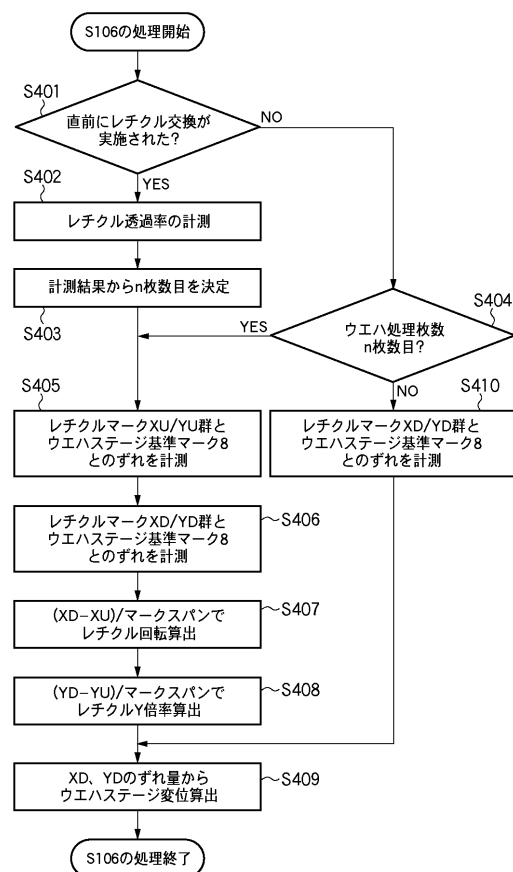 S106の処理開始
S401
直前にレチクル交換が
実施された?
NO
YES
S402
レチクル透過率の計測
計測結果からn枚数目を決定
S403
S404
ウエハ処理枚数
n枚数目?
YES
NO
S405
レチクルマークXU/YU群と
ウエハステージ基準マーク8
とのずれを計測
S410
レチクルマークXD/YD群と
ウエハステージ基準マーク8
とのずれを計測
レチクルマークXD/YD群と
ウエハステージ基準マーク8
とのずれを計測
S406
(XD-XU)/マークスパンで
レチクル回転算出
S407
(YD-YU)/マークスパンで
レチクルY倍率算出
S408
XD、YDのずれ量から
ウエハステージ変位算出
S409
S106の処理終了